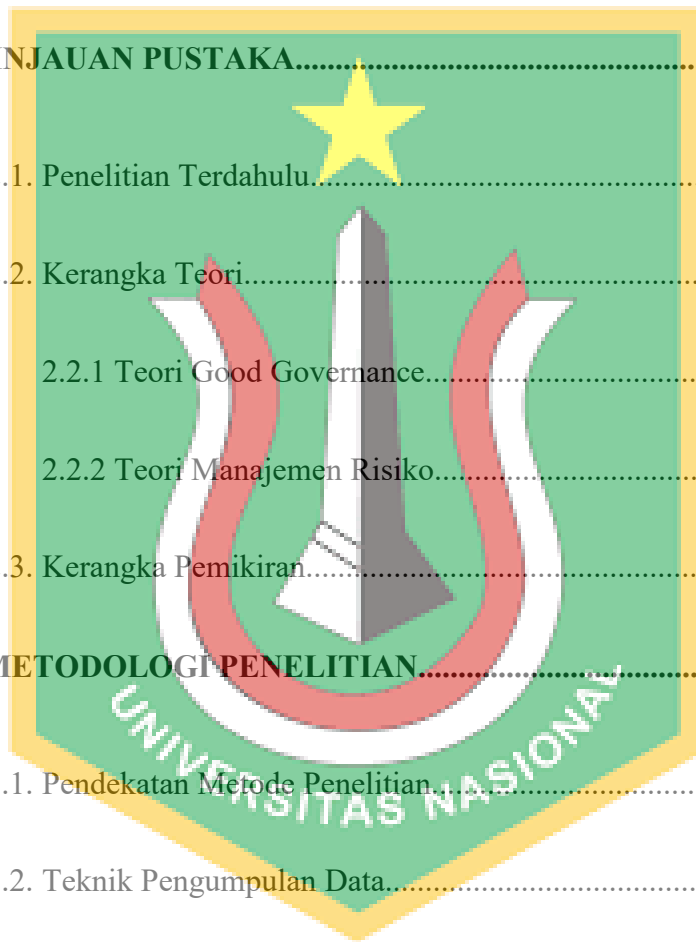 INJAUAN PUSTAKA
.1. Penelitian Terdahulu
.2. Kerangka Teori
2.2.1 Teori Good Governance
2.2.2 Teori Manajemen Risiko
.3. Kerangka Pemikiran
METODOLOGI PENELITIAN
UNIVERSITAS NASIONAL
.1. Pendekatan Metode Penelitian
.2. Teknik Pengumpulan Data